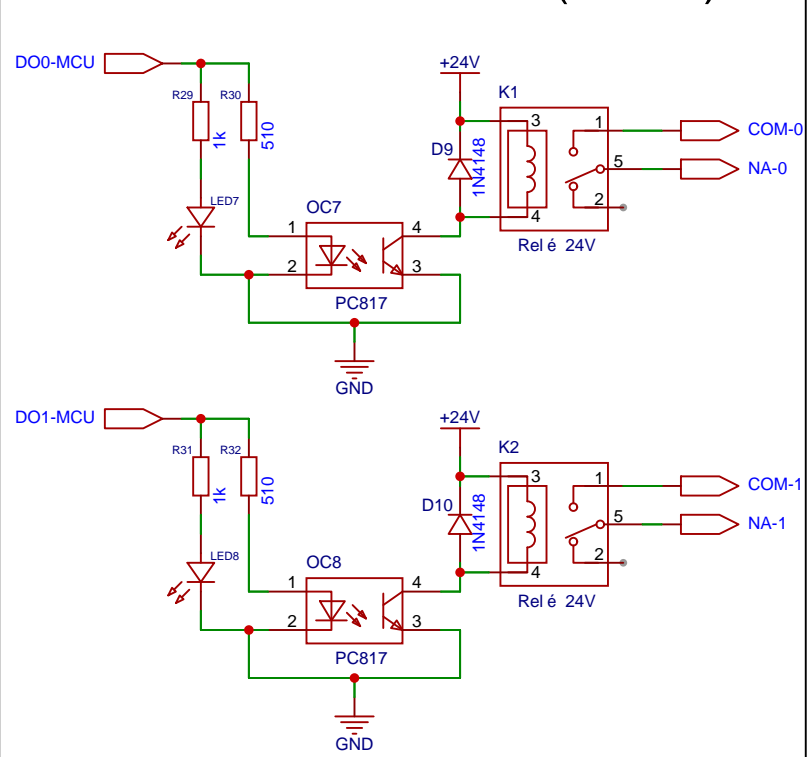 DO0-MCU
+24V
K1
R29
R30
1k
510
D9
1N4148
3
1
COM-0
5
NA-0
4
2
LED7
OC7
1
4
2
3
Relé 24V
PC817
GND
DO1-MCU
+24V
K2
R31
R32
1k
510
D10
1N4148
3
1
COM-1
5
NA-1
4
2
LED8
OC8
1
4
2
3
Relé 24V
PC817
GND